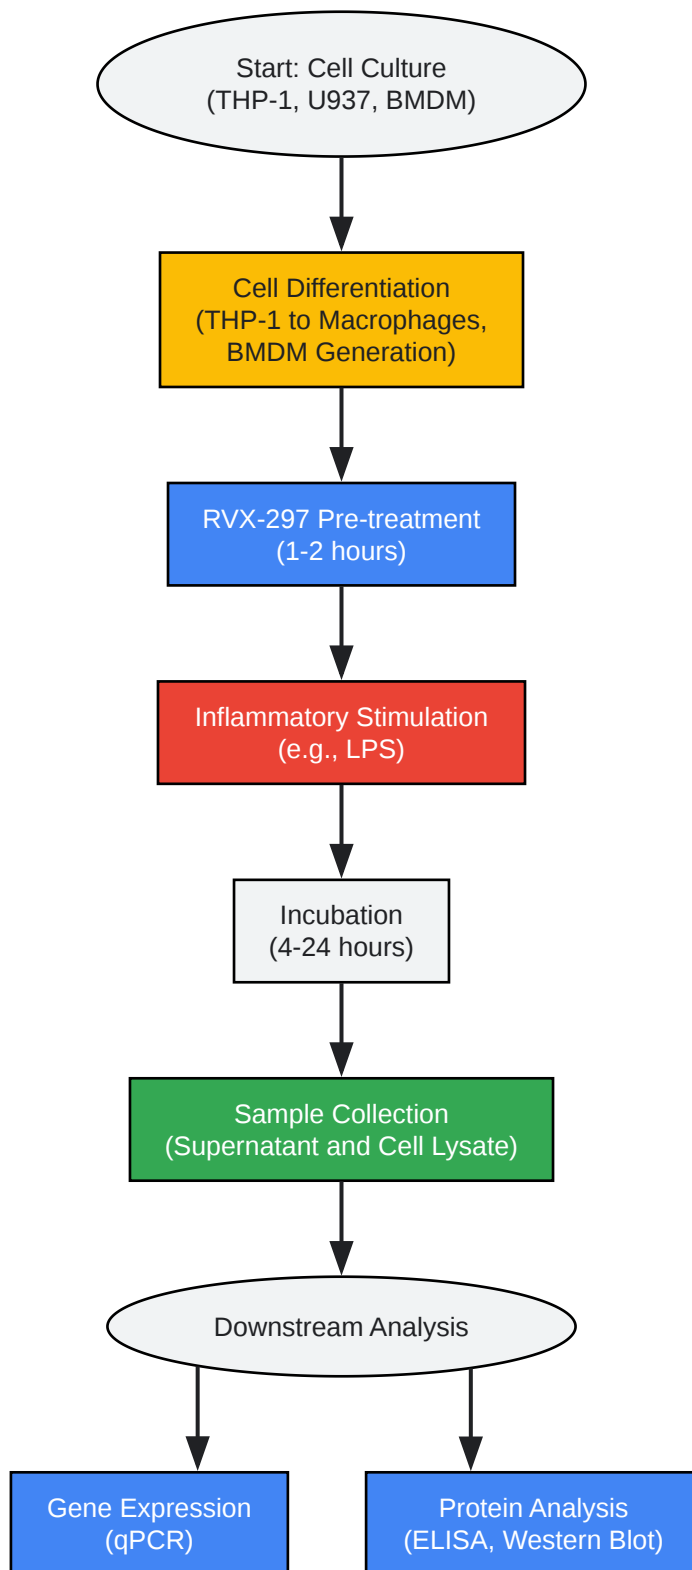 Start: Cell Culture
(THP-1, U937, BMDM)
Cell Differentiation
(THP-1 to Macrophages,
BMDM Generation)
RVX-297 Pre-treatment
(1-2 hours)
Inflammatory Stimulation
(e.g., LPS)
Incubation
(4-24 hours)
Sample Collection
(Supernatant and Cell Lysate)
Downstream Analysis
Gene Expression
(qPCR)
Protein Analysis
(ELISA, Western Blot)